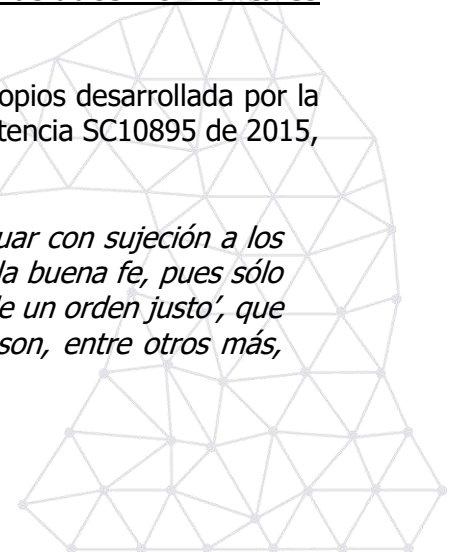 opios desarrollada por la
tencia SC10895 de 2015,
uar con sujeción a los
la buena fe, pues sólo
le un orden justo’, que
son, entre otros más,